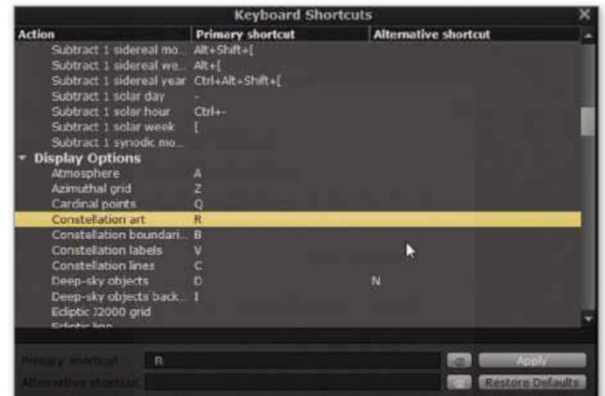 Keyboard Shortcuts
Action Primary shortcut Alternative shortcut
Subtract 1 sidereal mo... Alt+Shift+[
Subtract 1 sidereal we... Alt+[
Subtract 1 sidereal year Ctrl+Alt+Shift+[
Subtract 1 solar day -
Subtract 1 solar hour Ctrl+-
Subtract 1 solar week [
Subtract 1 synodic mo...
Display Options
Atmosphere A
Azimuthal grid Z
Cardinal points Q
Constellation art R
Constellation boundari... B
Constellation labels V
Constellation lines C
Deep-sky objects D N
Deep-sky objects back... I
Ecliptic J2000 grid
Ecliptic line
Primary shortcut: R Apply
Alternative shortcut: Restore Defaults